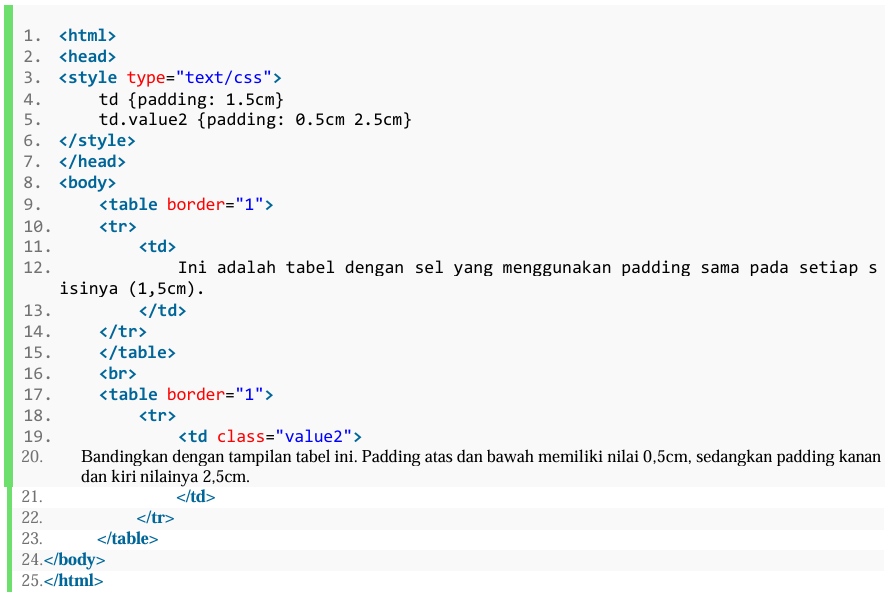 1. <html>
2. <head>
3. <style type="text/css">
4. td {padding: 1.5cm}
5. td.value2 {padding: 0.5cm 2.5cm}
6. </style>
7. </head>
8. <body>
9. <table border="1">
10. <tr>
11. <td>
12. Ini adalah tabel dengan sel yang menggunakan padding sama pada setiap s
isinya (1,5cm).
13. </td>
14. </tr>
15. </table>
16. <br>
17. <table border="1">
18. <tr>
19. <td class="value2">
20. Bandingkan dengan tampilan tabel ini. Padding atas dan bawah memiliki nilai 0,5cm, sedangkan padding kanan
dan kiri nilainya 2,5cm.
21. </td>
22. </tr>
23. </table>
24.</body>
25.</html>